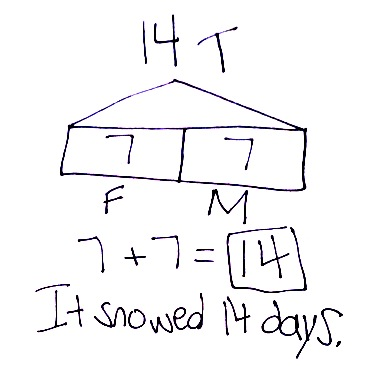 14 T
7 7
F M
7 + 7 = 14
It snowed 14 days.